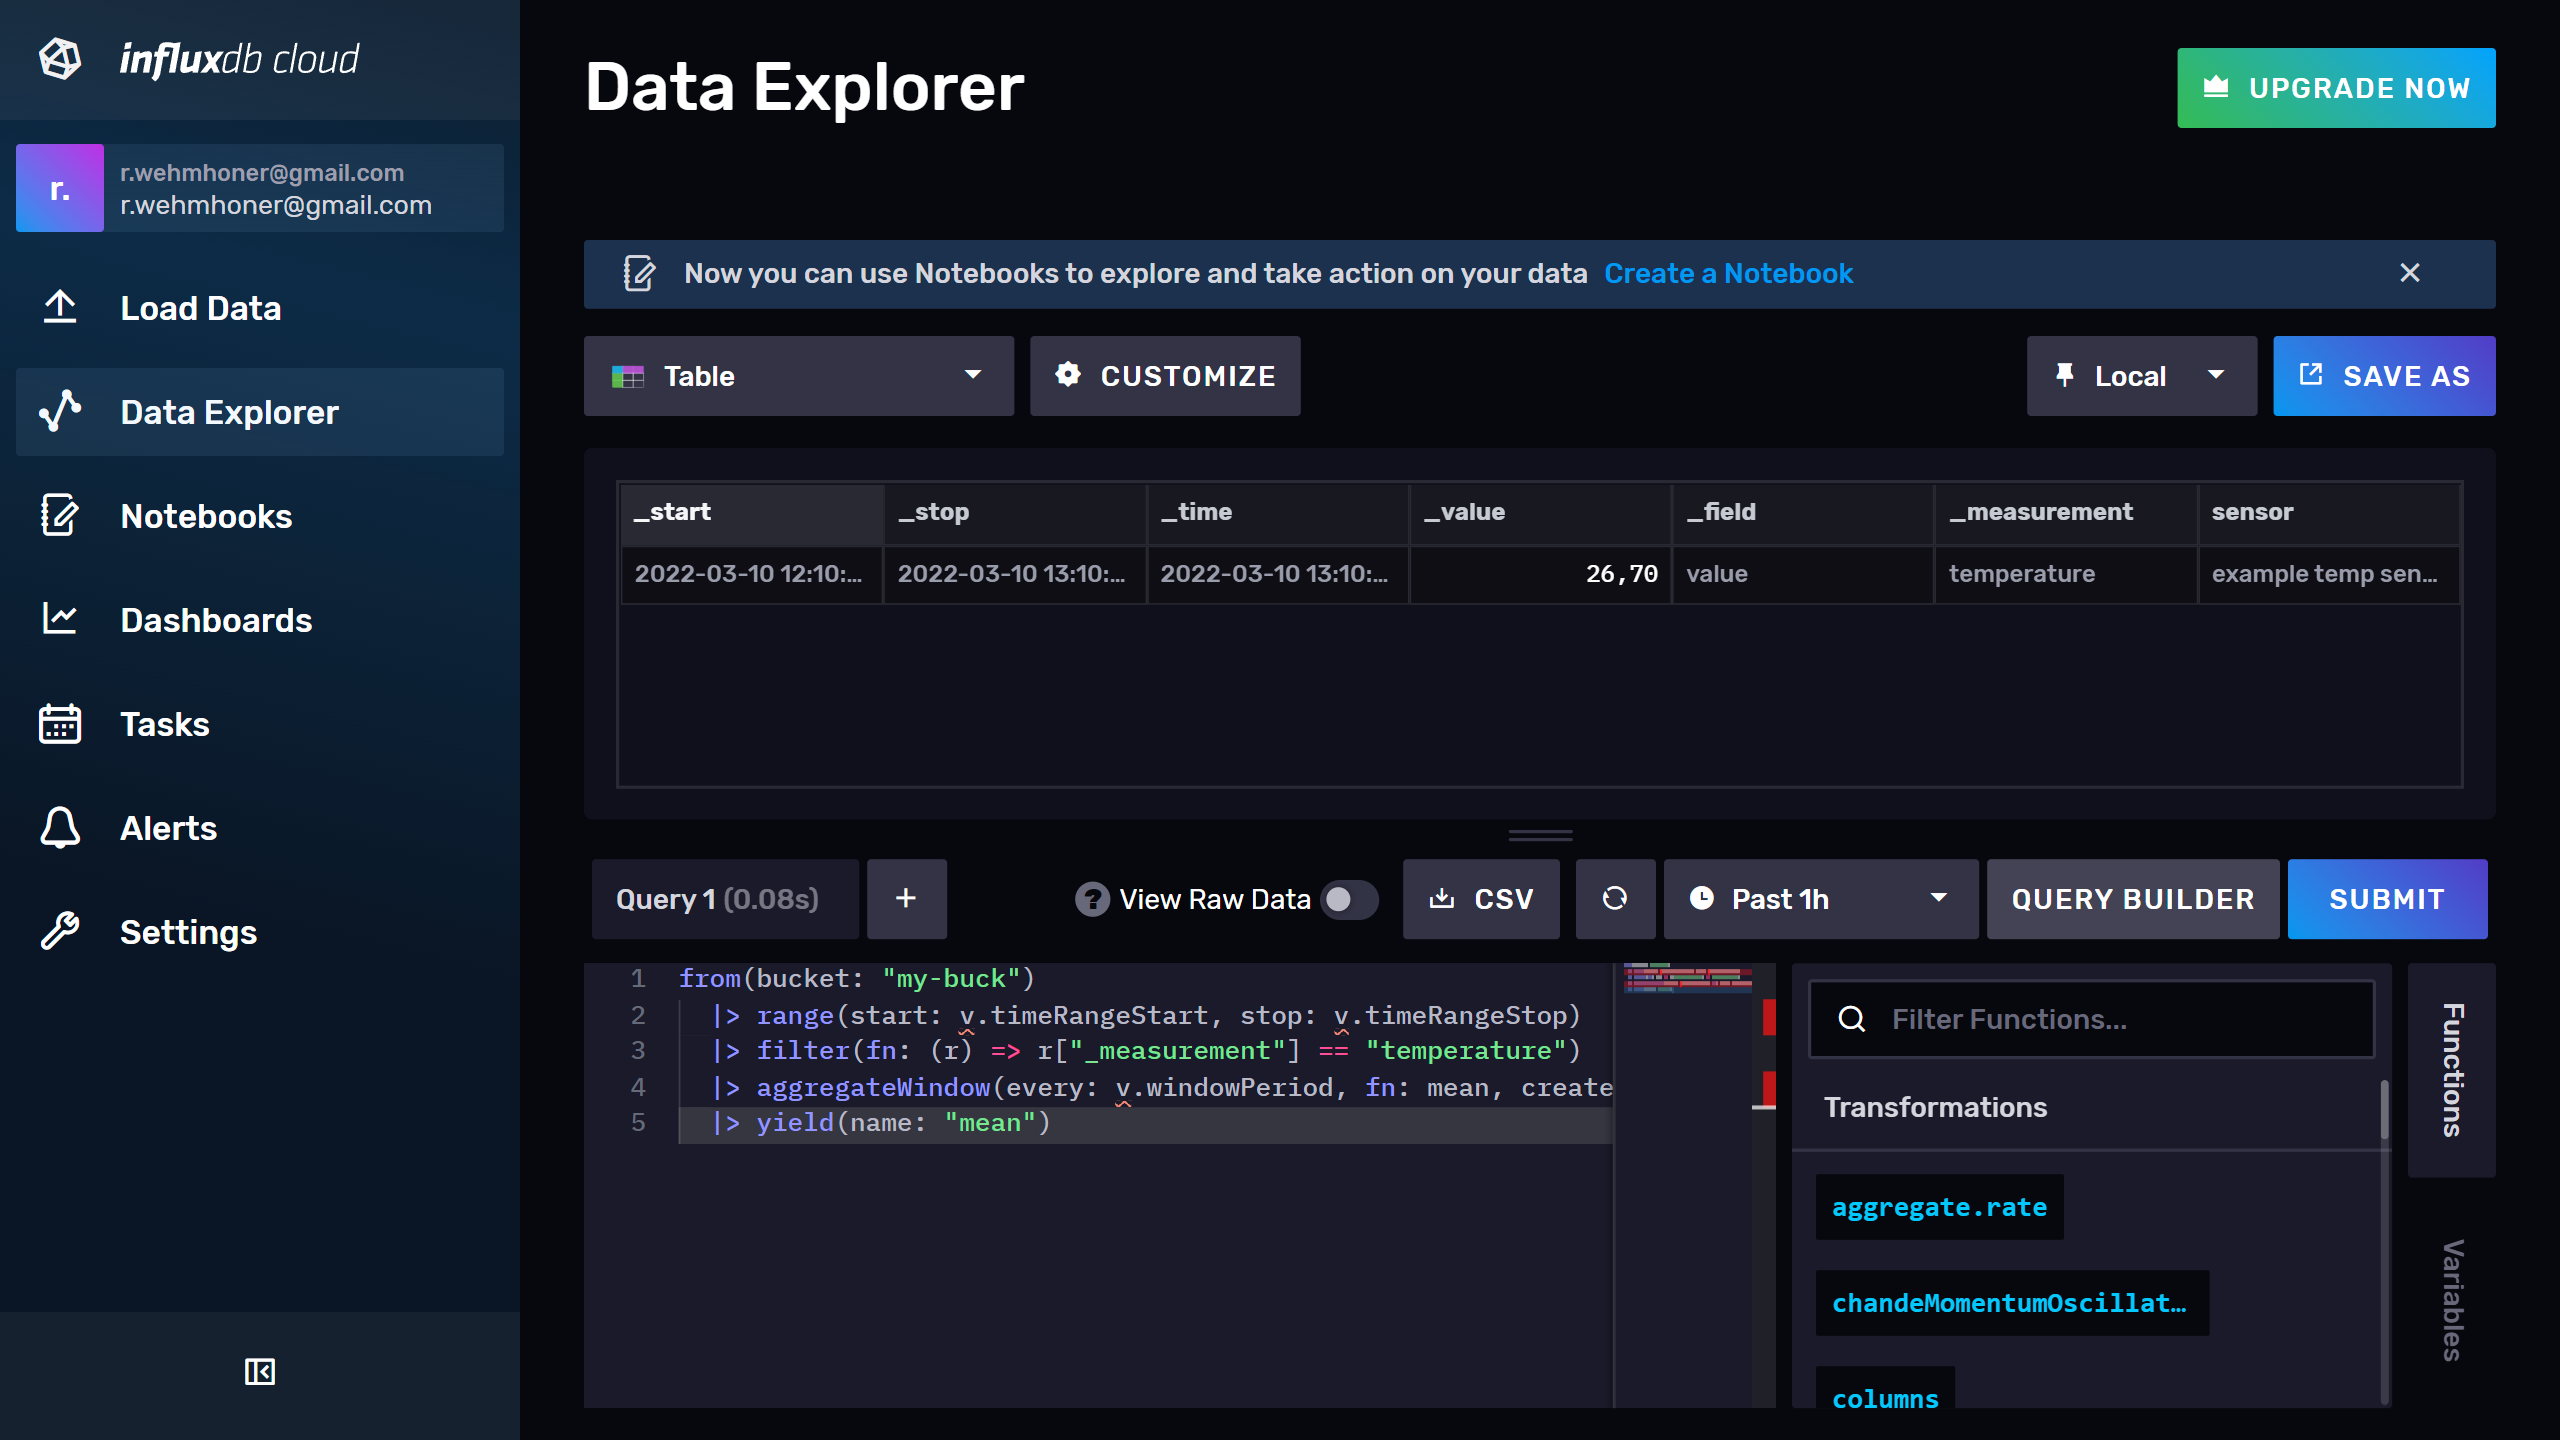 influxdb cloud
r.
r.wehmhoner@gmail.com
r.wehmhoner@gmail.com
Load Data
Data Explorer
Notebooks
Dashboards
Tasks
Alerts
Settings
Data Explorer
UPGRADE NOW
Now you can use Notebooks to explore and take action on your data Create a Notebook
Table
CUSTOMIZE
Local
SAVE AS
_start _stop _time _value _field _measurement sensor
2022-03-10 12:10:... 2022-03-10 13:10:... 2022-03-10 13:10:... 26,70 value temperature example temp sen...
Query 1 (0.08s)
+
? View Raw Data
CSV
Past 1h
QUERY BUILDER
SUBMIT
1 from(bucket: "my-buck")
2 |> range(start: v.timeRangeStart, stop: v.timeRangeStop)
3 |> filter(fn: (r) => r["_measurement"] == "temperature")
4 |> aggregateWindow(every: v.windowPeriod, fn: mean, create
5 |> yield(name: "mean")
Filter Functions...
Transformations
aggregate.rate
chandeMomentumOscillat...
columns
Functions
Variables